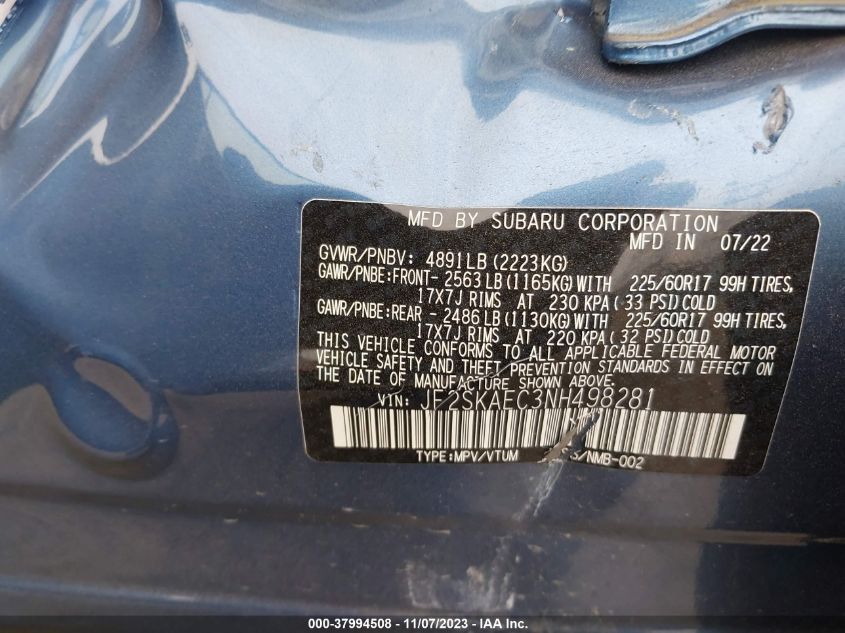 MFD BY SUBARU CORPORATION
MFD IN 07/22
GVWR/PNBV: 4891LB (2223KG)
GAWR/PNBE:FRONT- 2563LB (1165KG) WITH 225/60R17 99H TIRES,
17X7J RIMS AT 230 KPA (33 PSI) COLD
GAWR/PNBE:REAR - 2486LB (1130KG) WITH 225/60R17 99H TIRES,
17X7J RIMS AT 220 KPA (32 PSI) COLD
THIS VEHICLE CONFORMS TO ALL APPLICABLE FEDERAL MOTOR
VEHICLE SAFETY AND THEFT PREVENTION STANDARDS IN EFFECT ON
THE DATE OF MANUFACTURE SHOWN ABOVE.
VIN: JF2SKAEC3NH498281
TYPE:MPV/VTUM /NMB-002
000-37994508 - 11/07/2023 - IAA Inc.